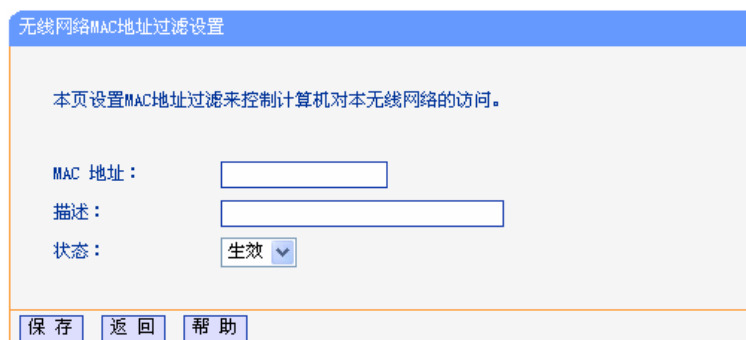 无线网络MAC地址过滤设置
本页设置MAC地址过滤来控制计算机对本无线网络的访问。
MAC 地址：
描述：
状态： 生效
保 存 返 回 帮 助